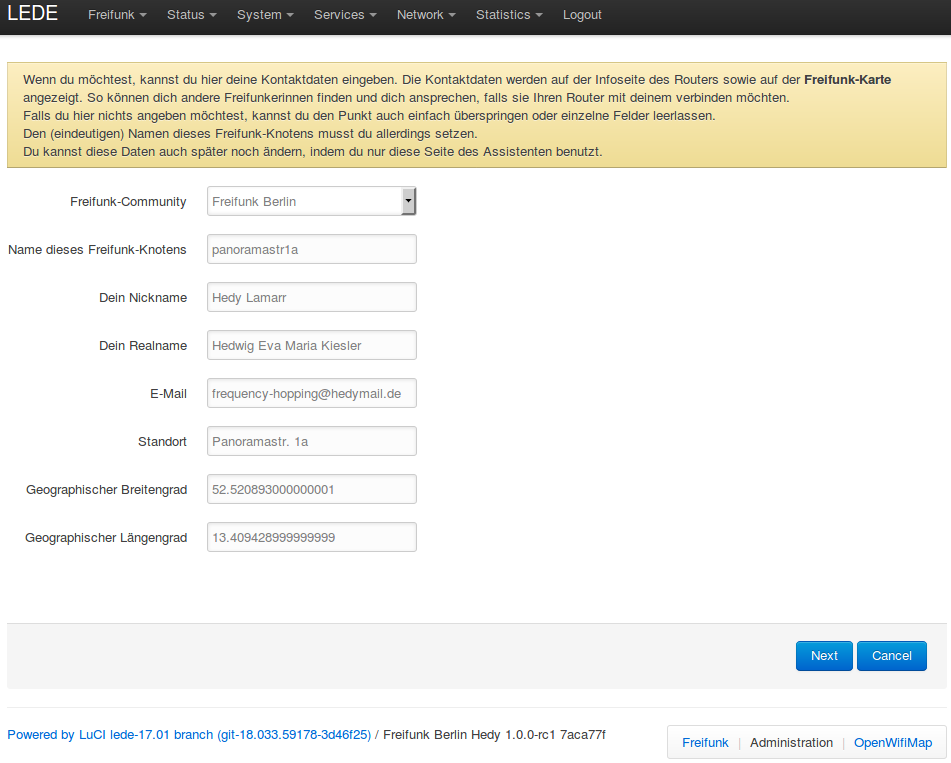 LEDE Freifunk Status System Services Network Statistics Logout
Wenn du möchtest, kannst du hier deine Kontaktdaten eingeben. Die Kontaktdaten werden auf der Infoseite des Routers sowie auf der Freifunk-Karte
angezeigt. So können dich andere Freifunkerinnen finden und dich ansprechen, falls sie Ihren Router mit deinem verbinden möchten.
Falls du hier nichts angeben möchtest, kannst du den Punkt auch einfach überspringen oder einzelne Felder leerlassen.
Den (eindeutigen) Namen dieses Freifunk-Knotens musst du allerdings setzen.
Du kannst diese Daten auch später noch ändern, indem du nur diese Seite des Assistenten benutzt.
Freifunk-Community Freifunk Berlin
Name dieses Freifunk-Knotens panoramastr1a
Dein Nickname Hedy Lamarr
Dein Realname Hedwig Eva Maria Kiesler
E-Mail frequency-hopping@hedymail.de
Standort Panoramastr. 1a
Geographischer Breitengrad 52.520893000000001
Geographischer Längengrad 13.409428999999999
Next Cancel
Powered by LuCI lede-17.01 branch (git-18.033.59178-3d46f25) / Freifunk Berlin Hedy 1.0.0-rc1 7aca77f
Freifunk | Administration | OpenWifiMap